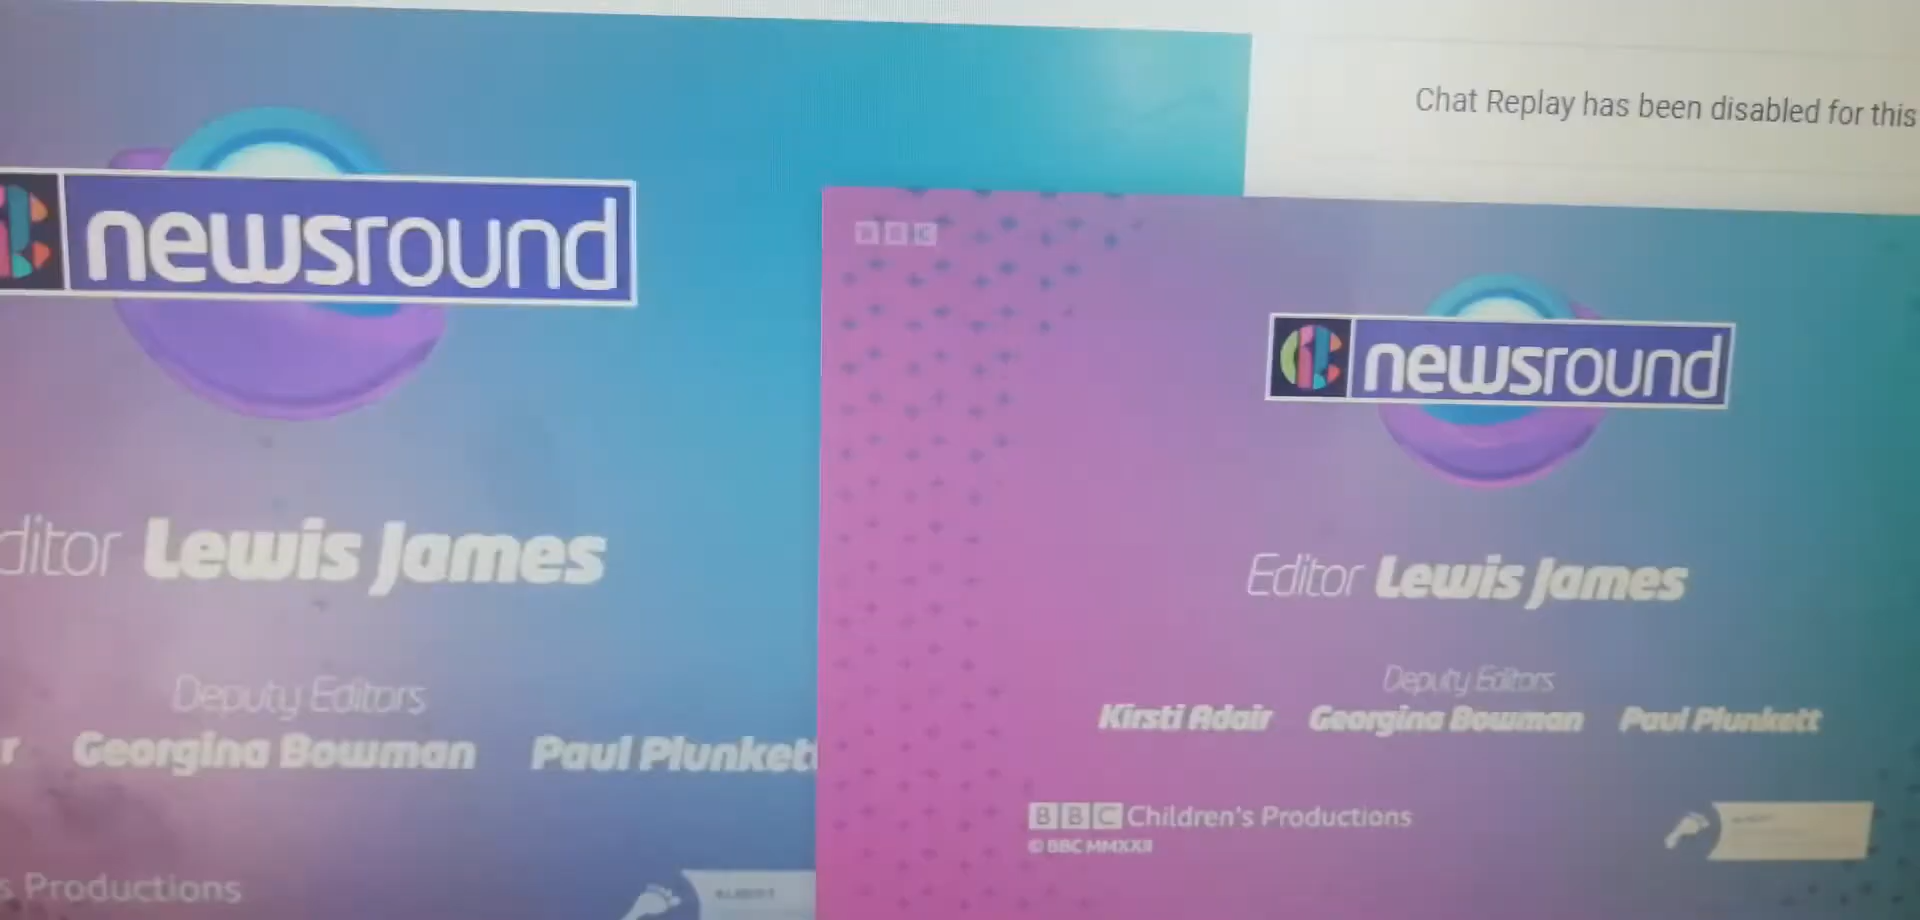 Chat Replay has been disabled for this
newsround
ditor Lewis James
Deputy Editors
r Georgina Bowman Paul Plunkett
s Productions
BBC
newsround
Editor Lewis James
Deputy Editors
Kirsti Adair Georgina Bowman Paul Plunkett
BBC Children's Productions
© BBC MMXXII